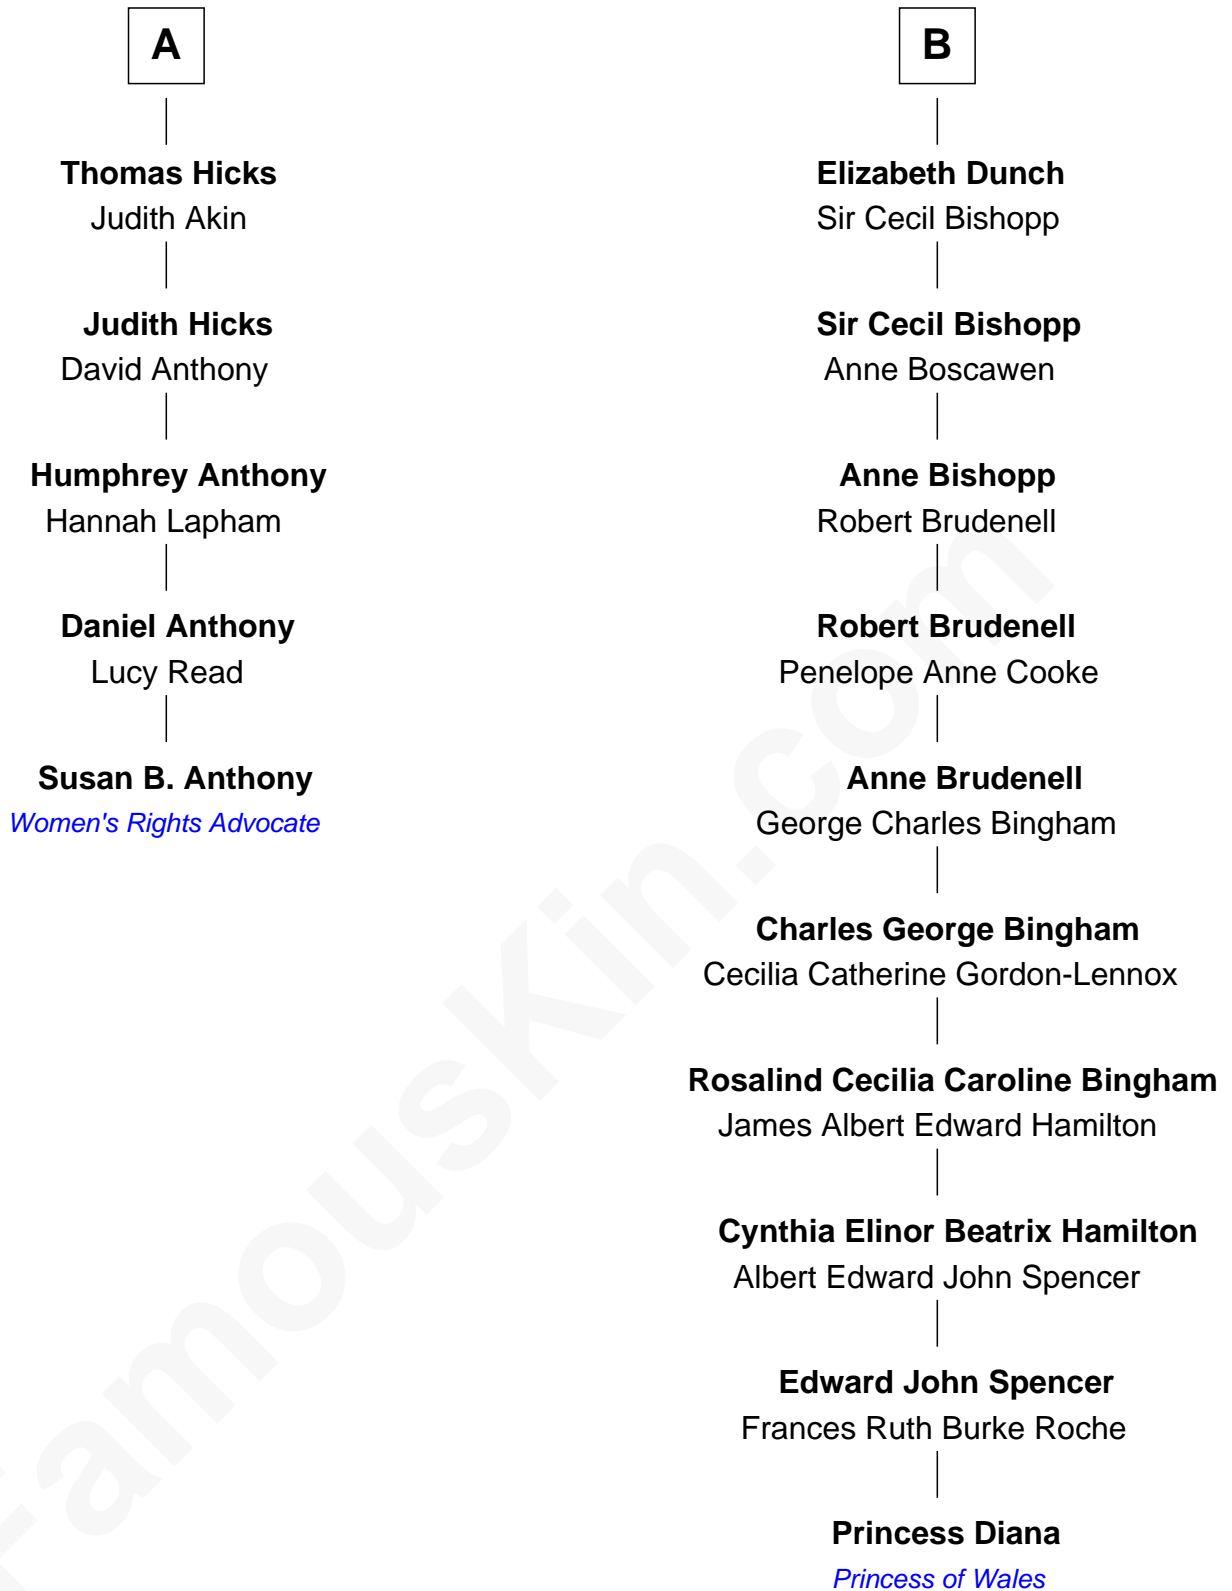 A
Thomas Hicks
Judith Akin
Judith Hicks
David Anthony
Humphrey Anthony
Hannah Lapham
Daniel Anthony
Lucy Read
Susan B. Anthony
Women's Rights Advocate
B
Elizabeth Dunch
Sir Cecil Bishopp
Sir Cecil Bishopp
Anne Boscawen
Anne Bishopp
Robert Brudenell
Robert Brudenell
Penelope Anne Cooke
Anne Brudenell
George Charles Bingham
Charles George Bingham
Cecilia Catherine Gordon-Lennox
Rosalind Cecilia Caroline Bingham
James Albert Edward Hamilton
Cynthia Elinor Beatrix Hamilton
Albert Edward John Spencer
Edward John Spencer
Frances Ruth Burke Roche
Princess Diana
Princess of Wales
FamousKin.com